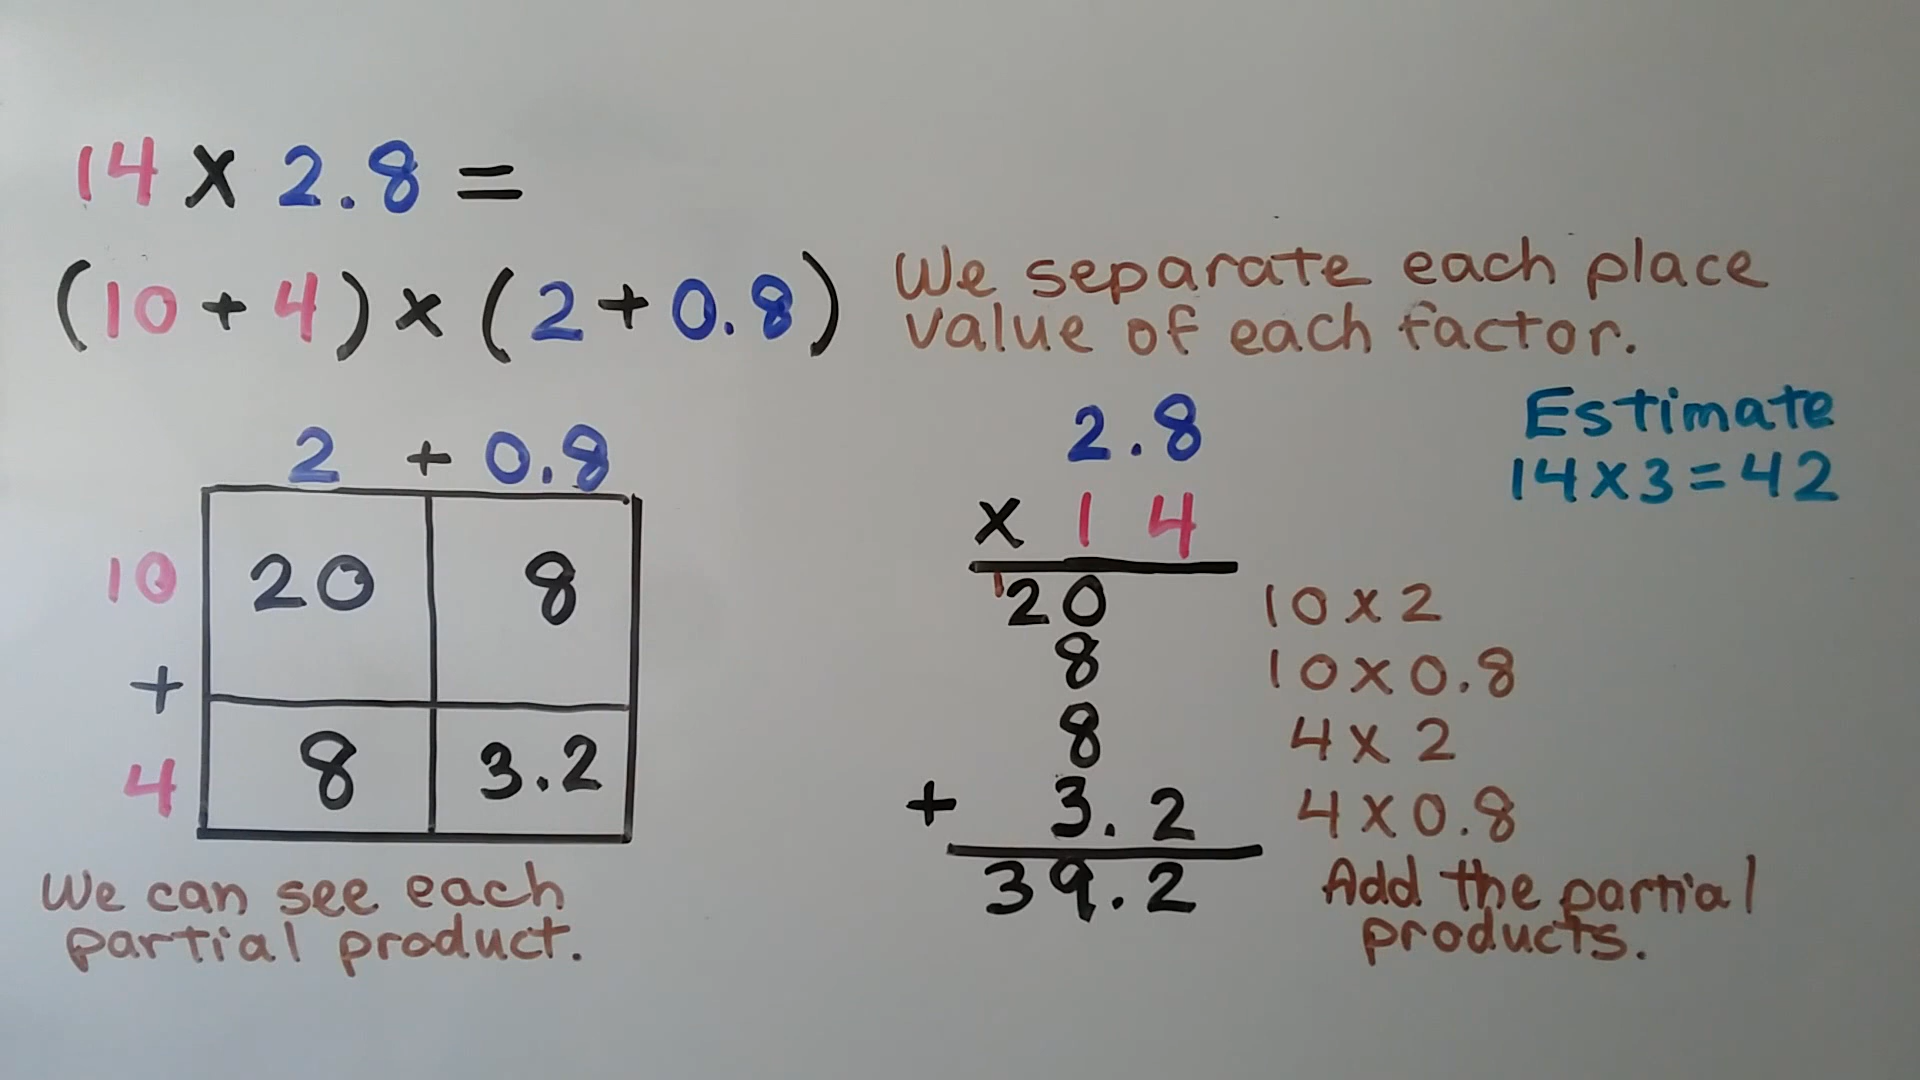 14 x 2.8 =
(10 + 4) x (2 + 0.8)
We separate each place
value of each factor.
2 + 0.8
10 20 8
+
4 8 3.2
We can see each
partial product.
2.8
x 14
1
20 10 x 2
8 10 x 0.8
8 4 x 2
+ 3.2 4 x 0.8
39.2
Add the partial
products.
Estimate
14 x 3 = 42